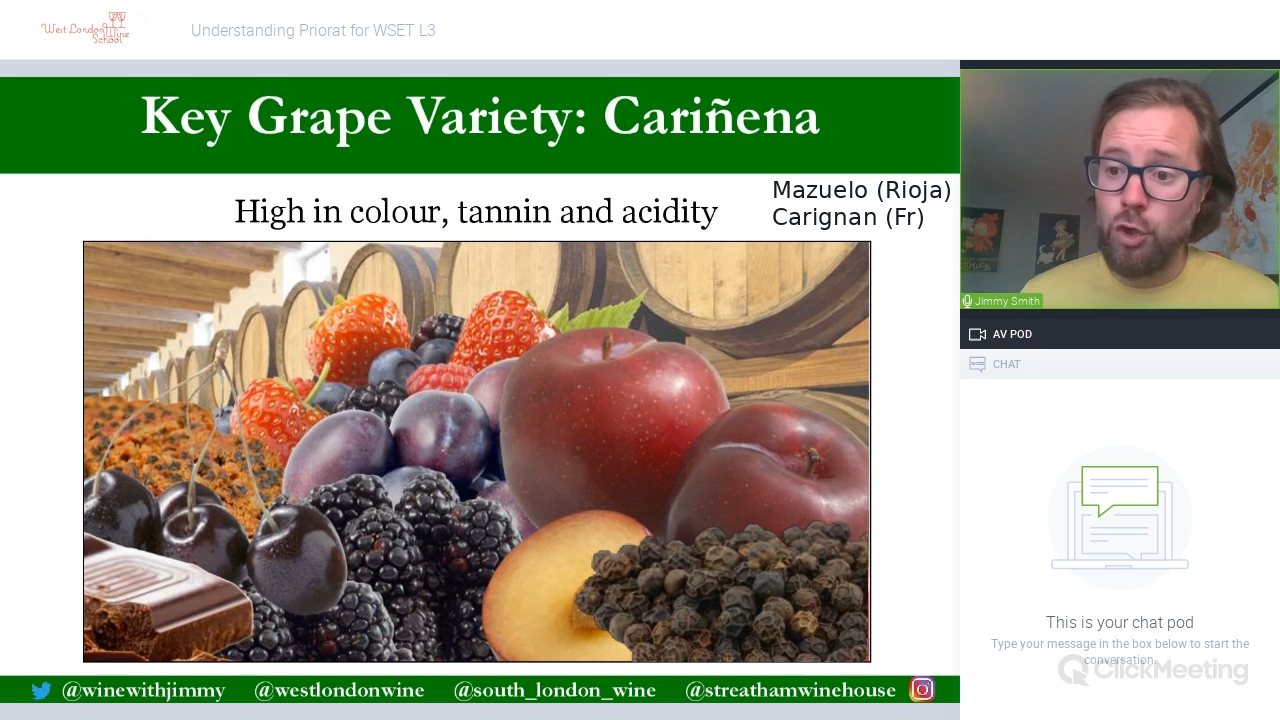 West London
Wine
School
Understanding Priorat for WSET L3
Key Grape Variety: Cariñena
High in colour, tannin and acidity
Mazuelo (Rioja)
Carignan (Fr)
Jimmy Smith
AV POD
CHAT
This is your chat pod
Type your message in the box below to start the
conversation.
ClickMeeting
@winewithjimmy @westlondonwine @south_london_wine @streathamwinehouse